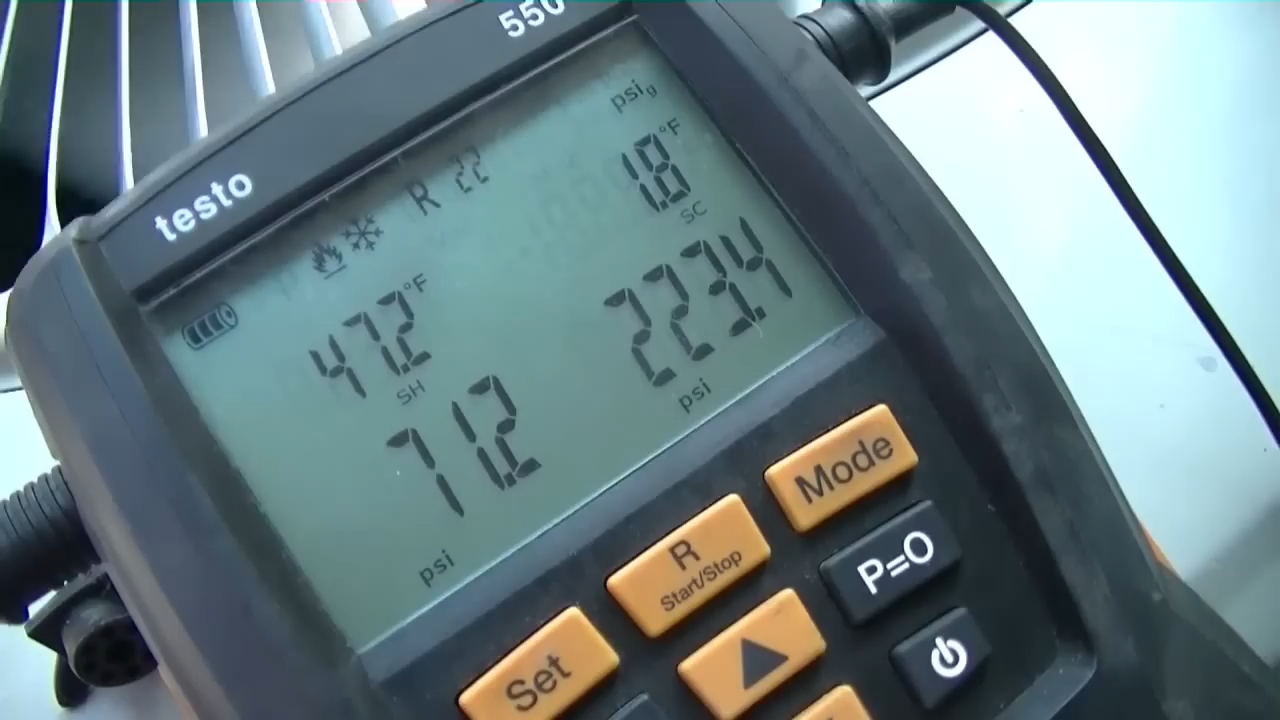 testo 550
psig
R 22
1.8 °F
SC
47.2 °F
SH
223.4
psi
71.2
psi
Mode
R
Start/Stop
P=O
Set